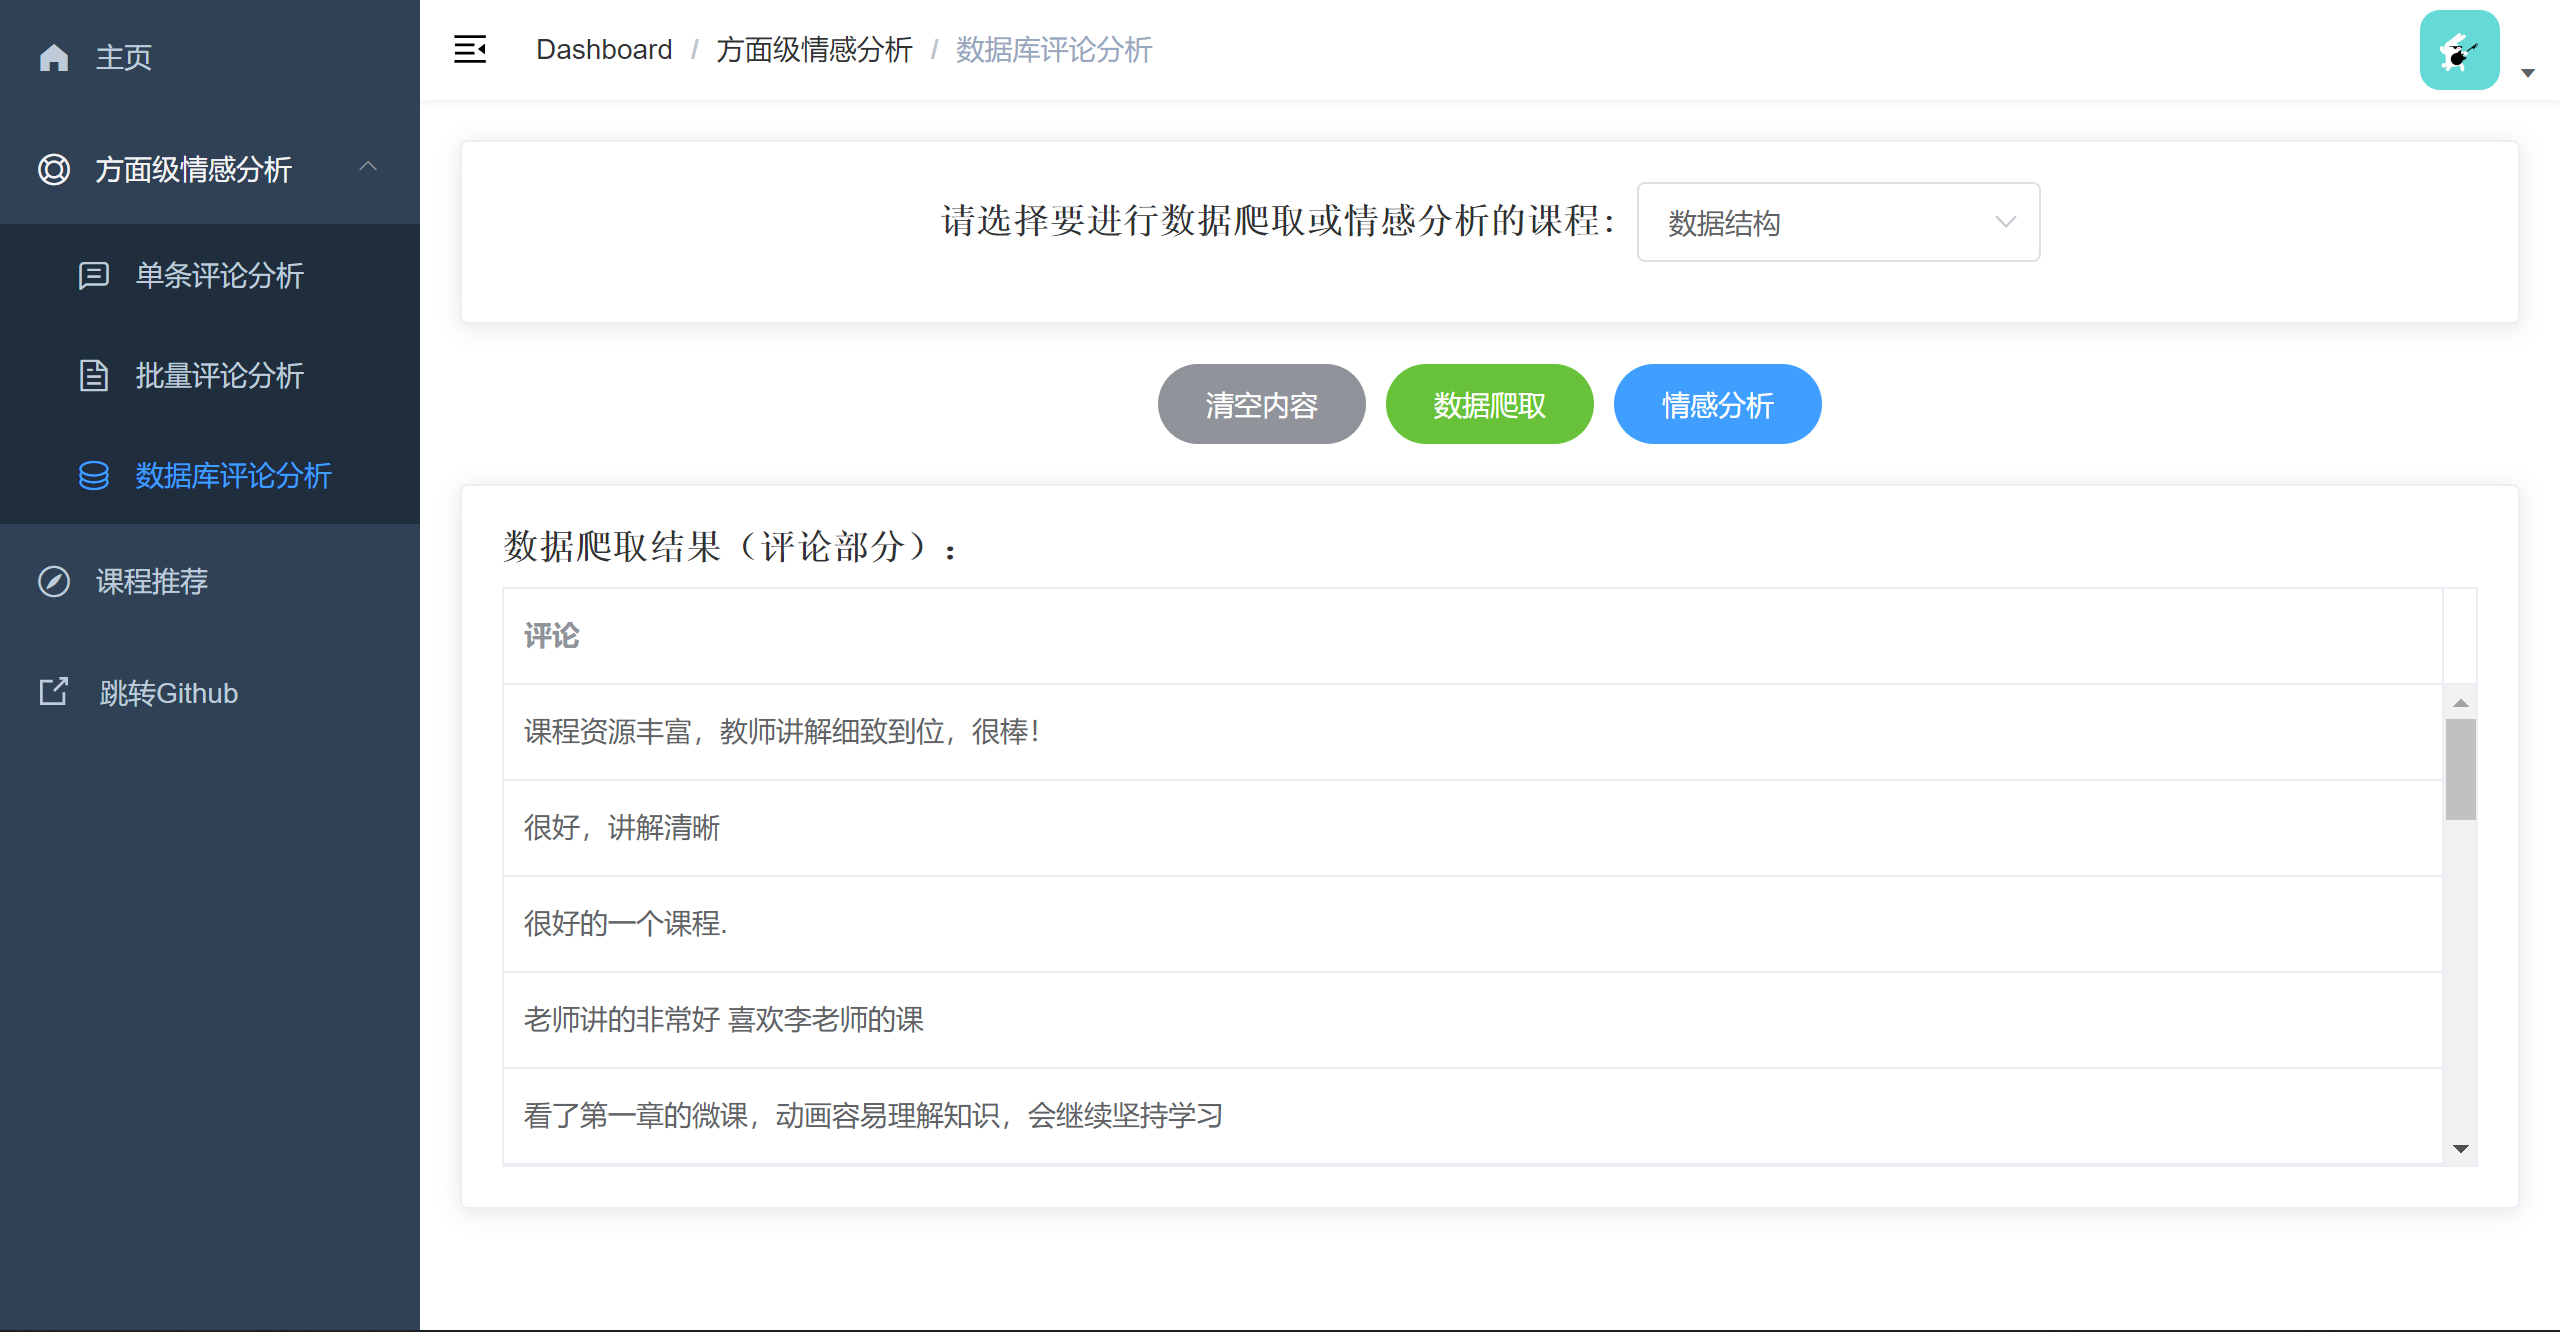 主页
方面级情感分析
单条评论分析
批量评论分析
数据库评论分析
课程推荐
跳转Github
Dashboard / 方面级情感分析 / 数据库评论分析
请选择要进行数据爬取或情感分析的课程： 数据结构
清空内容 数据爬取 情感分析
数据爬取结果（评论部分）：
评论
课程资源丰富，教师讲解细致到位，很棒！
很好，讲解清晰
很好的一个课程.
老师讲的非常好 喜欢李老师的课
看了第一章的微课，动画容易理解知识，会继续坚持学习